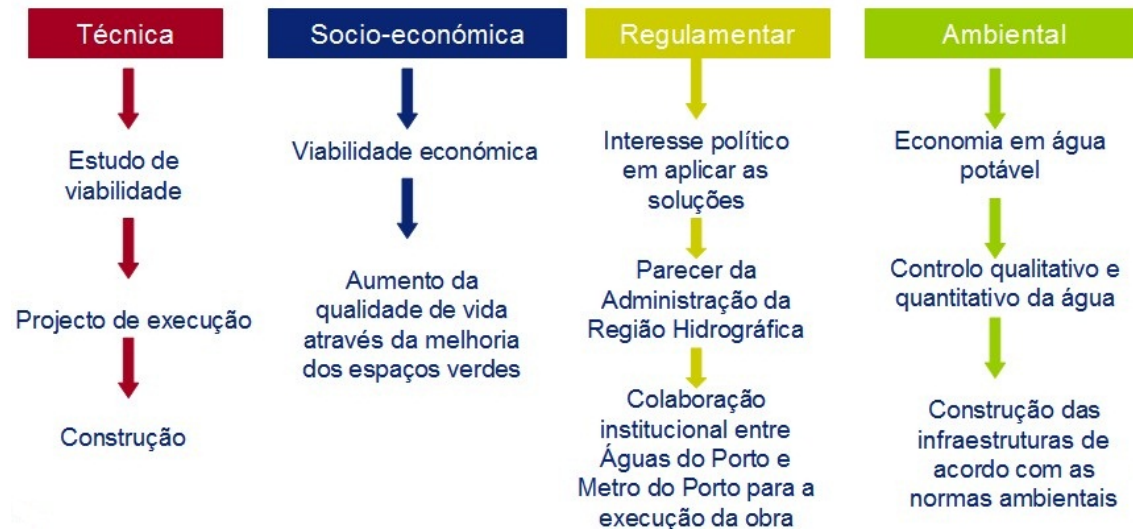 Técnica
Estudo de
viabilidade
Projecto de execução
Construção
Socio-económica
Viabilidade económica
Aumento da
qualidade de vida
através da melhoria
dos espaços verdes
Regulamentar
Interesse político
em aplicar as
soluções
Parecer da
Administração da
Região Hidrográfica
Colaboração
institucional entre
Águas do Porto e
Metro do Porto para a
execução da obra
Ambiental
Economia em água
potável
Controlo qualitativo e
quantitativo da água
Construção das
infraestruturas de
acordo com as
normas ambientais